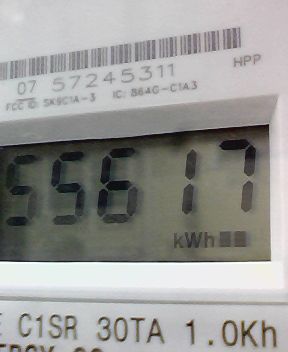 HPP
07 57245311
FCC ID: SK9C1A-3 IC: 864G-C1A3
55617
kWh
C1SR 30TA 1.0Kh